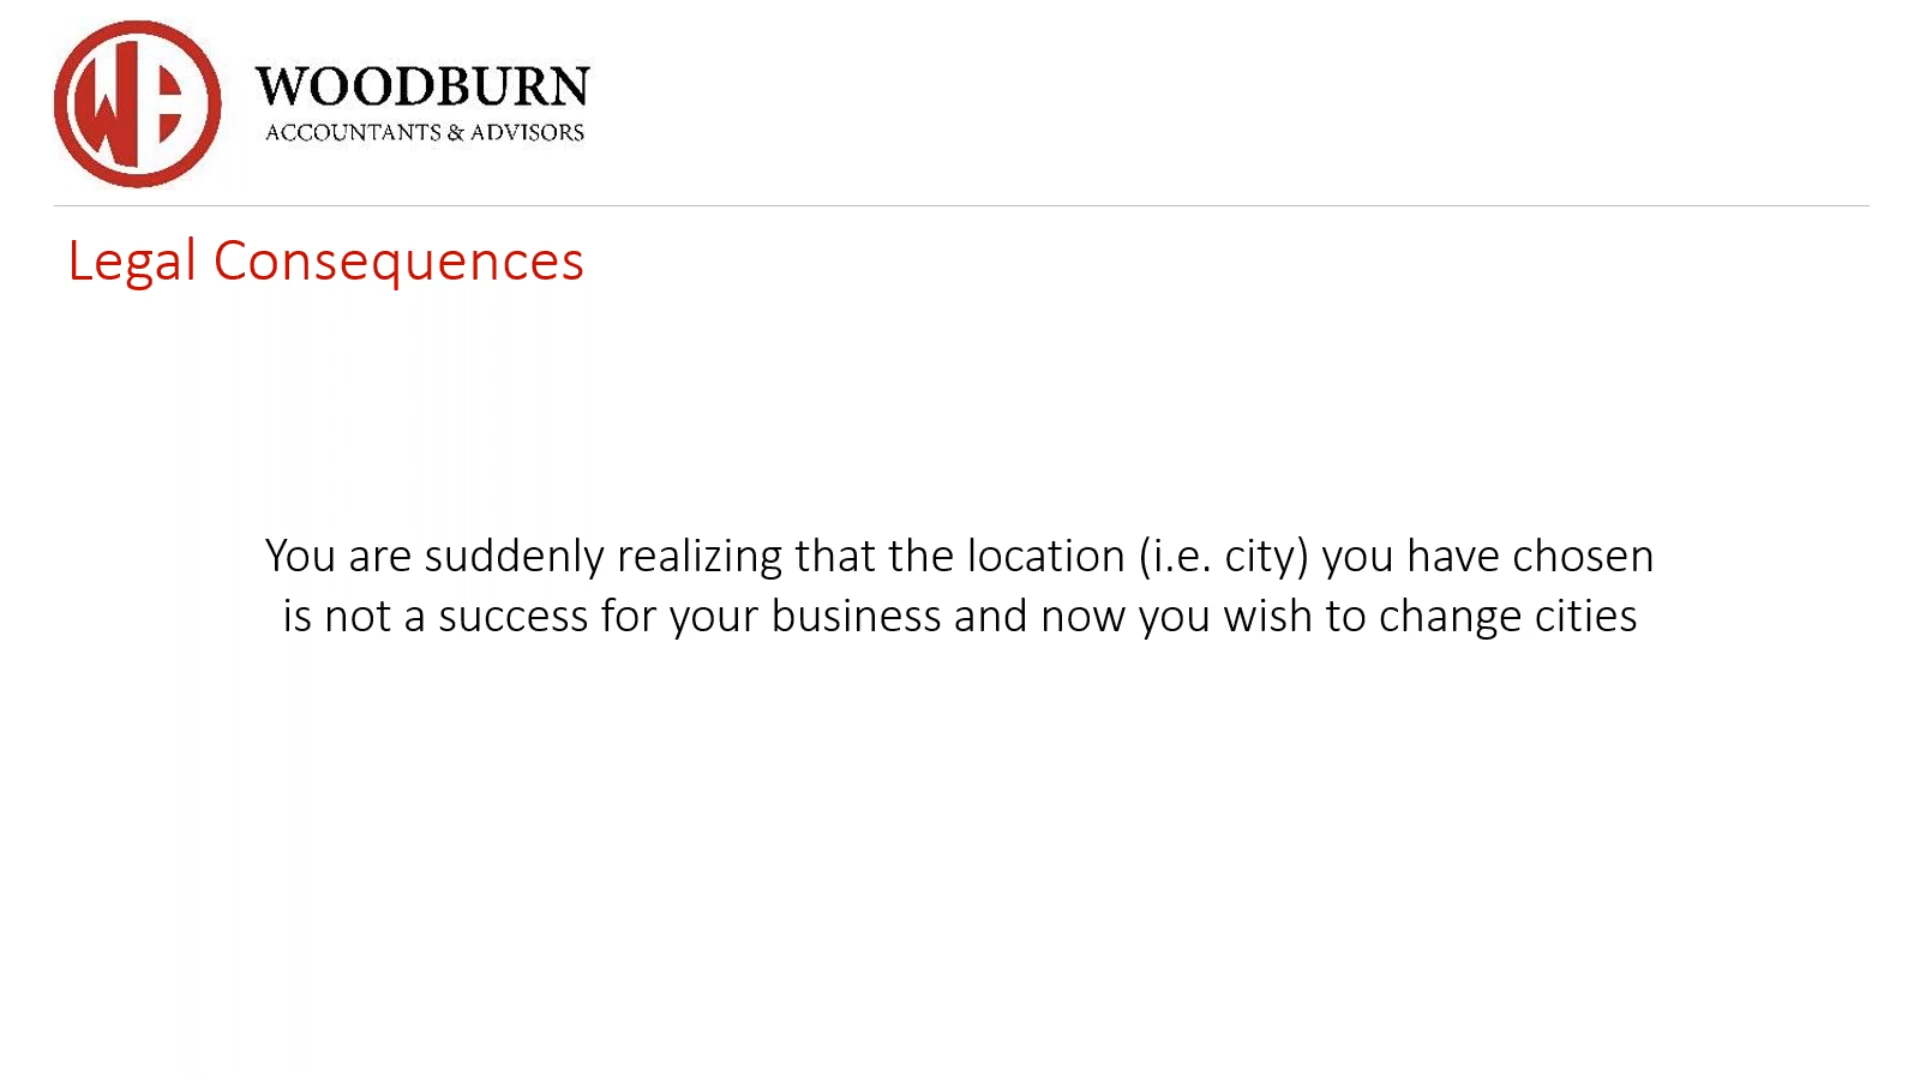 WOODBURN
ACCOUNTANTS & ADVISORS
Legal Consequences
You are suddenly realizing that the location (i.e. city) you have chosen
is not a success for your business and now you wish to change cities